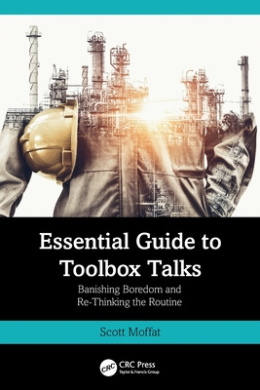 Essential Guide to
Toolbox Talks
Banishing Boredom and
Re-Thinking the Routine
Scott Moffat
CRC
CRC Press
Taylor & Francis Group